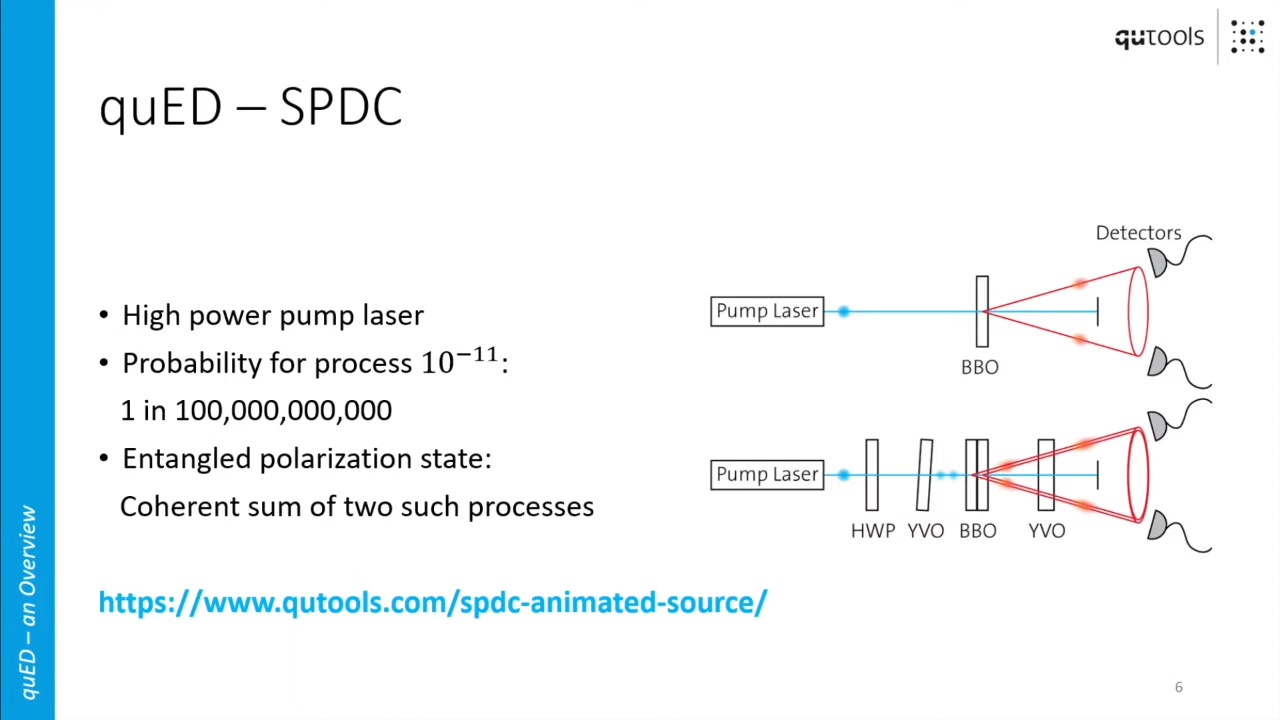 qutools
quED – SPDC
• High power pump laser
• Probability for process 10⁻¹¹:
1 in 100,000,000,000
• Entangled polarization state:
Coherent sum of two such processes
https://www.qutools.com/spdc-animated-source/
Detectors
Pump Laser
BBO
Pump Laser
HWP YVO BBO YVO
quED – an Overview
6